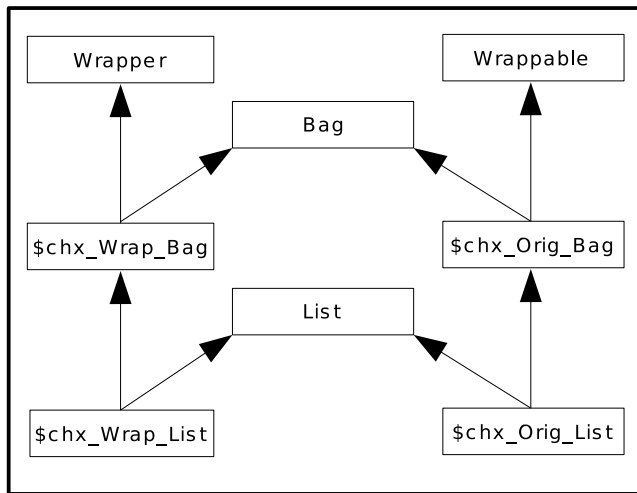 Wrapper
Wrappable
Bag
$chx_Wrap_Bag
$chx_Orig_Bag
List
$chx_Wrap_List
$chx_Orig_List